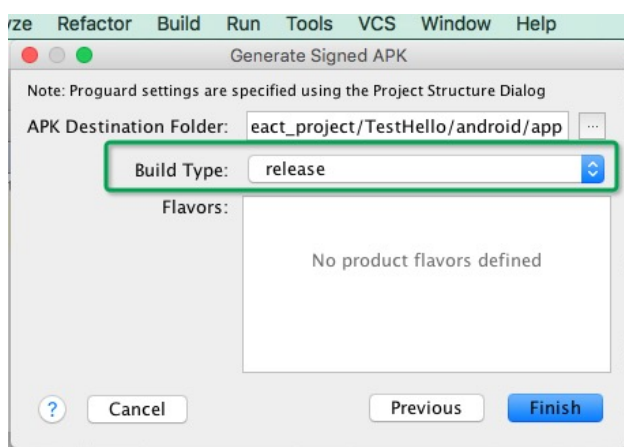 ze Refactor Build Run Tools VCS Window Help
Generate Signed APK
Note: Proguard settings are specified using the Project Structure Dialog
APK Destination Folder: eact_project/TestHello/android/app ...
Build Type: release
Flavors:
No product flavors defined
? Cancel Previous Finish